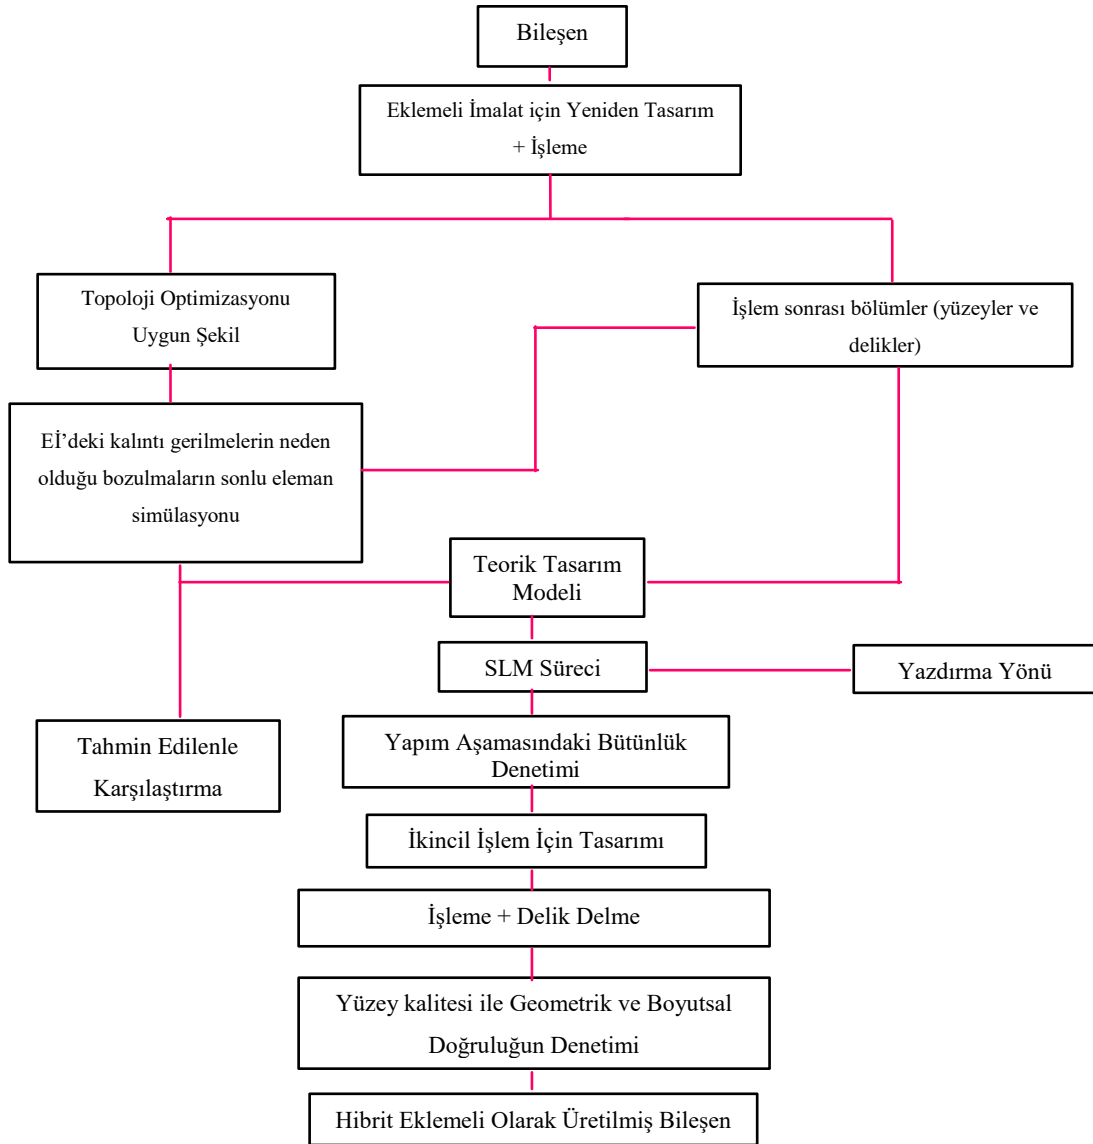 Bileşen
Eklemeli İmalat için Yeniden Tasarım
+ İşleme
Topoloji Optimizasyonu
Uygun Şekil
İşlem sonrası bölümler (yüzeyler ve
delikler)
Eİ’deki kalıntı gerilmelerin neden
olduğu bozulmaların sonlu eleman
simülasyonu
Teorik Tasarım
Modeli
SLM Süreci
Yazdırma Yönü
Tahmin Edilenle
Karşılaştırma
Yapım Aşamasındaki Bütünlük
Denetimi
İkincil İşlem İçin Tasarımı
İşleme + Delik Delme
Yüzey kalitesi ile Geometrik ve Boyutsal
Doğruluğun Denetimi
Hibrit Eklemeli Olarak Üretilmiş Bileşen